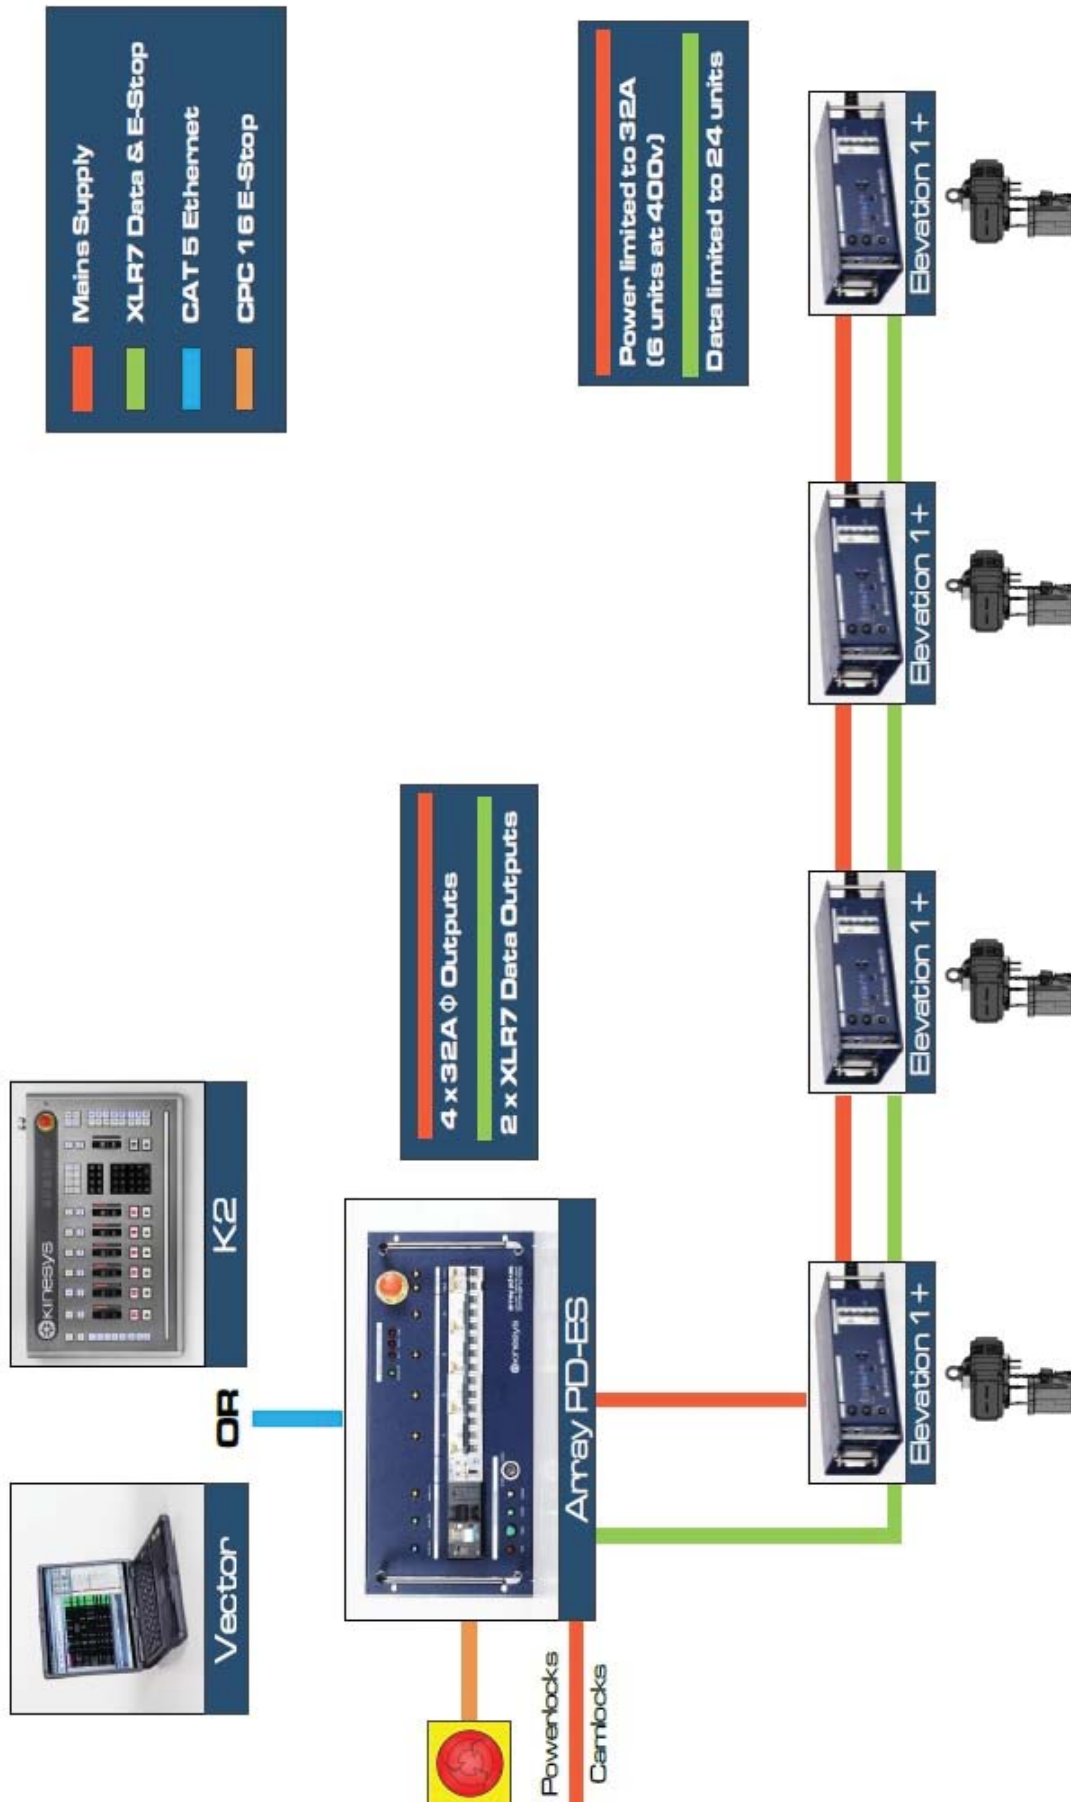 Mains Supply
XLR7 Data & E-Stop
CAT 5 Ethernet
CPC 16 E-Stop
Vector
OR
KINESYS
K2
4 x 32A Φ Outputs
2 x XLR7 Data Outputs
Power limited to 32A
(6 units at 400v)
Data limited to 24 units
Powerlocks
Camlocks
kinesys
Array PD-ES
Elevation 1+
Elevation 1+
Elevation 1+
Elevation 1+